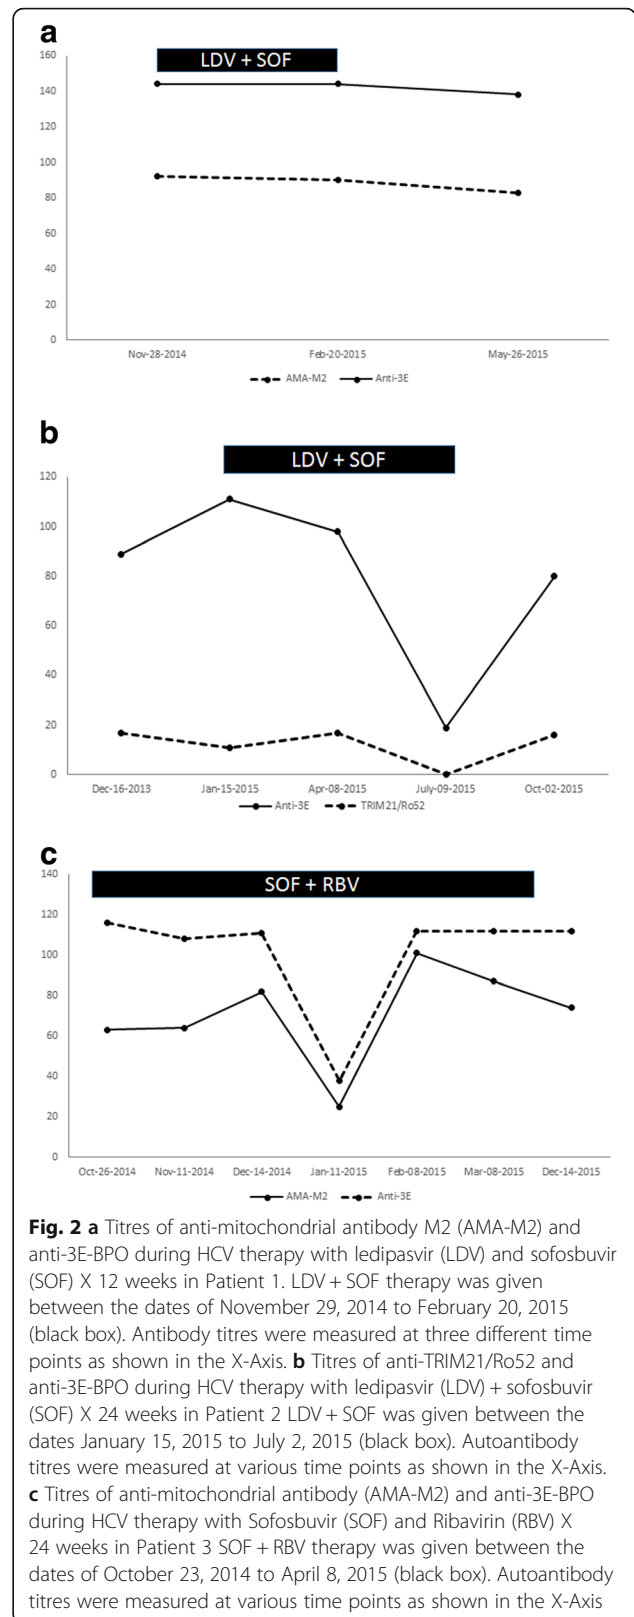 a
LDV + SOF
160
140
120
100
80
60
40
20
0
Nov-28-2014 Feb-20-2015 May-26-2015
AMA-M2 Anti-3E
b
LDV + SOF
120
100
80
60
40
20
0
Dec-16-2013 Jan-15-2015 Apr-08-2015 July-09-2015 Oct-02-2015
Anti-3E TRIM21/Ro52
c
SOF + RBV
140
120
100
80
60
40
20
0
Oct-26-2014 Nov-11-2014 Dec-14-2014 Jan-11-2015 Feb-08-2015 Mar-08-2015 Dec-14-2015
AMA-M2 Anti-3E
Fig. 2 a Titres of anti-mitochondrial antibody M2 (AMA-M2) and
anti-3E-BPO during HCV therapy with ledipasvir (LDV) and sofosbuvir
(SOF) X 12 weeks in Patient 1. LDV + SOF therapy was given
between the dates of November 29, 2014 to February 20, 2015
(black box). Antibody titres were measured at three different time
points as shown in the X-Axis. b Titres of anti-TRIM21/Ro52 and
anti-3E-BPO during HCV therapy with ledipasvir (LDV) + sofosbuvir
(SOF) X 24 weeks in Patient 2 LDV + SOF was given between the
dates January 15, 2015 to July 2, 2015 (black box). Autoantibody
titres were measured at various time points as shown in the X-Axis.
c Titres of anti-mitochondrial antibody (AMA-M2) and anti-3E-BPO
during HCV therapy with Sofosbuvir (SOF) and Ribavirin (RBV) X
24 weeks in Patient 3 SOF + RBV therapy was given between the
dates of October 23, 2014 to April 8, 2015 (black box). Autoantibody
titres were measured at various time points as shown in the X-Axis